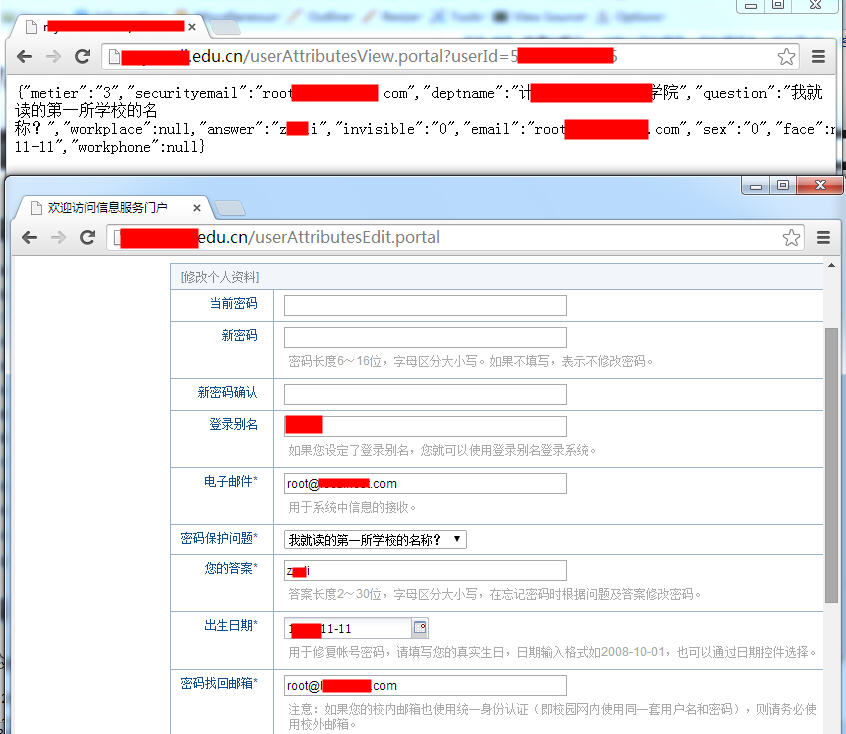 .edu.cn/userAttributesView.portal?userId=5
{"metier":"3","securityemail":"root com","deptname":"计 学院","question":"我就
读的第一所学校的名
称？","workplace":null,"answer":"z i","invisible":"0","email":"root .com","sex":"0","face":n
11-11","workphone":null}
欢迎访问信息服务门户
edu.cn/userAttributesEdit.portal
[修改个人资料]
当前密码
新密码
密码长度6～16位，字母区分大小写。如果不填写，表示不修改密码。
新密码确认
登录别名
如果您设定了登录别名，您就可以使用登录别名登录系统。
电子邮件* root@ .com
用于系统中信息的接收。
密码保护问题* 我就读的第一所学校的名称？
您的答案* z i
答案长度2～30位，字母区分大小写，在忘记密码时根据问题及答案修改密码。
出生日期* 1 11-11
用于修复帐号密码，请填写您的真实生日，日期输入格式如2008-10-01，也可以通过日期控件选择。
密码找回邮箱* root@ .com
注意：如果您的校内邮箱也使用统一身份认证（即校园网内使用同一套用户名和密码），则请务必使
用校外邮箱。